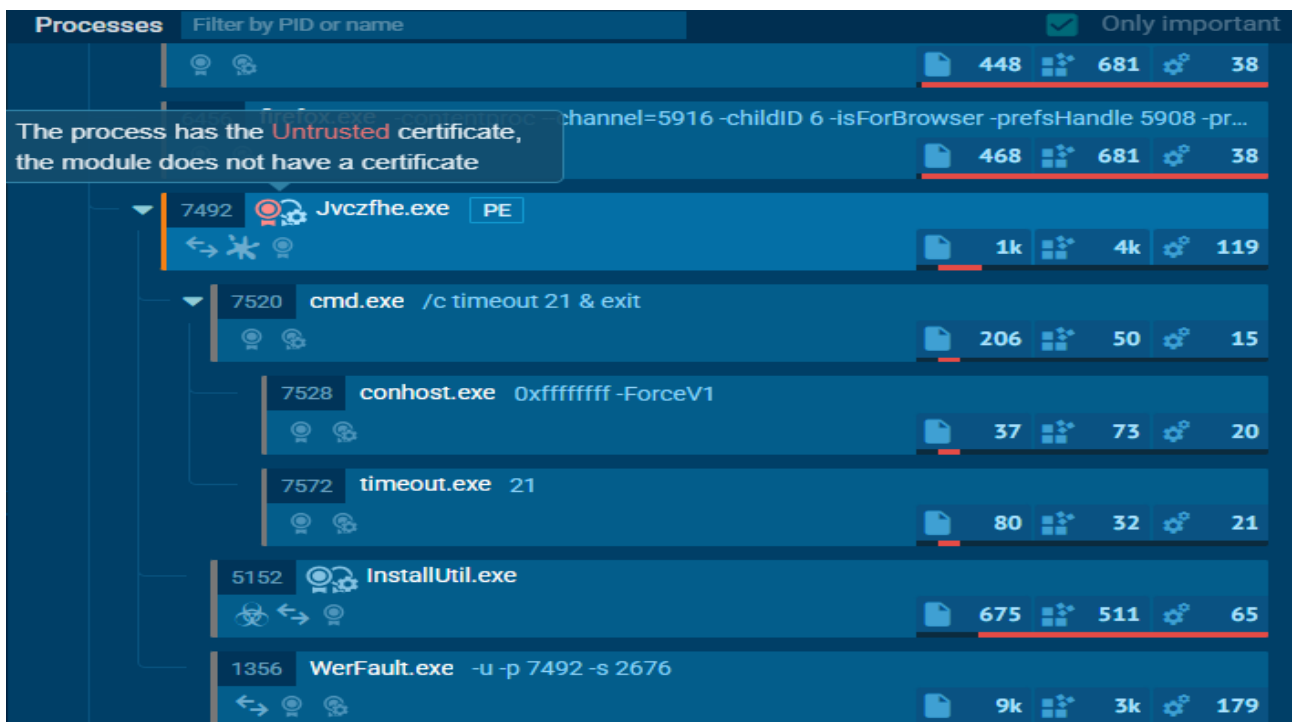 Processes Filter by PID or name Only important
448 681 38
firefox.exe -contentproc --channel=5916 -childID 6 -isForBrowser -prefsHandle 5908 -pr...
The process has the Untrusted certificate,
the module does not have a certificate
468 681 38
7492 Jvczfhe.exe PE
1k 4k 119
7520 cmd.exe /c timeout 21 & exit
206 50 15
7528 conhost.exe 0xffffffff -ForceV1
37 73 20
7572 timeout.exe 21
80 32 21
5152 InstallUtil.exe
675 511 65
1356 WerFault.exe -u -p 7492 -s 2676
9k 3k 179